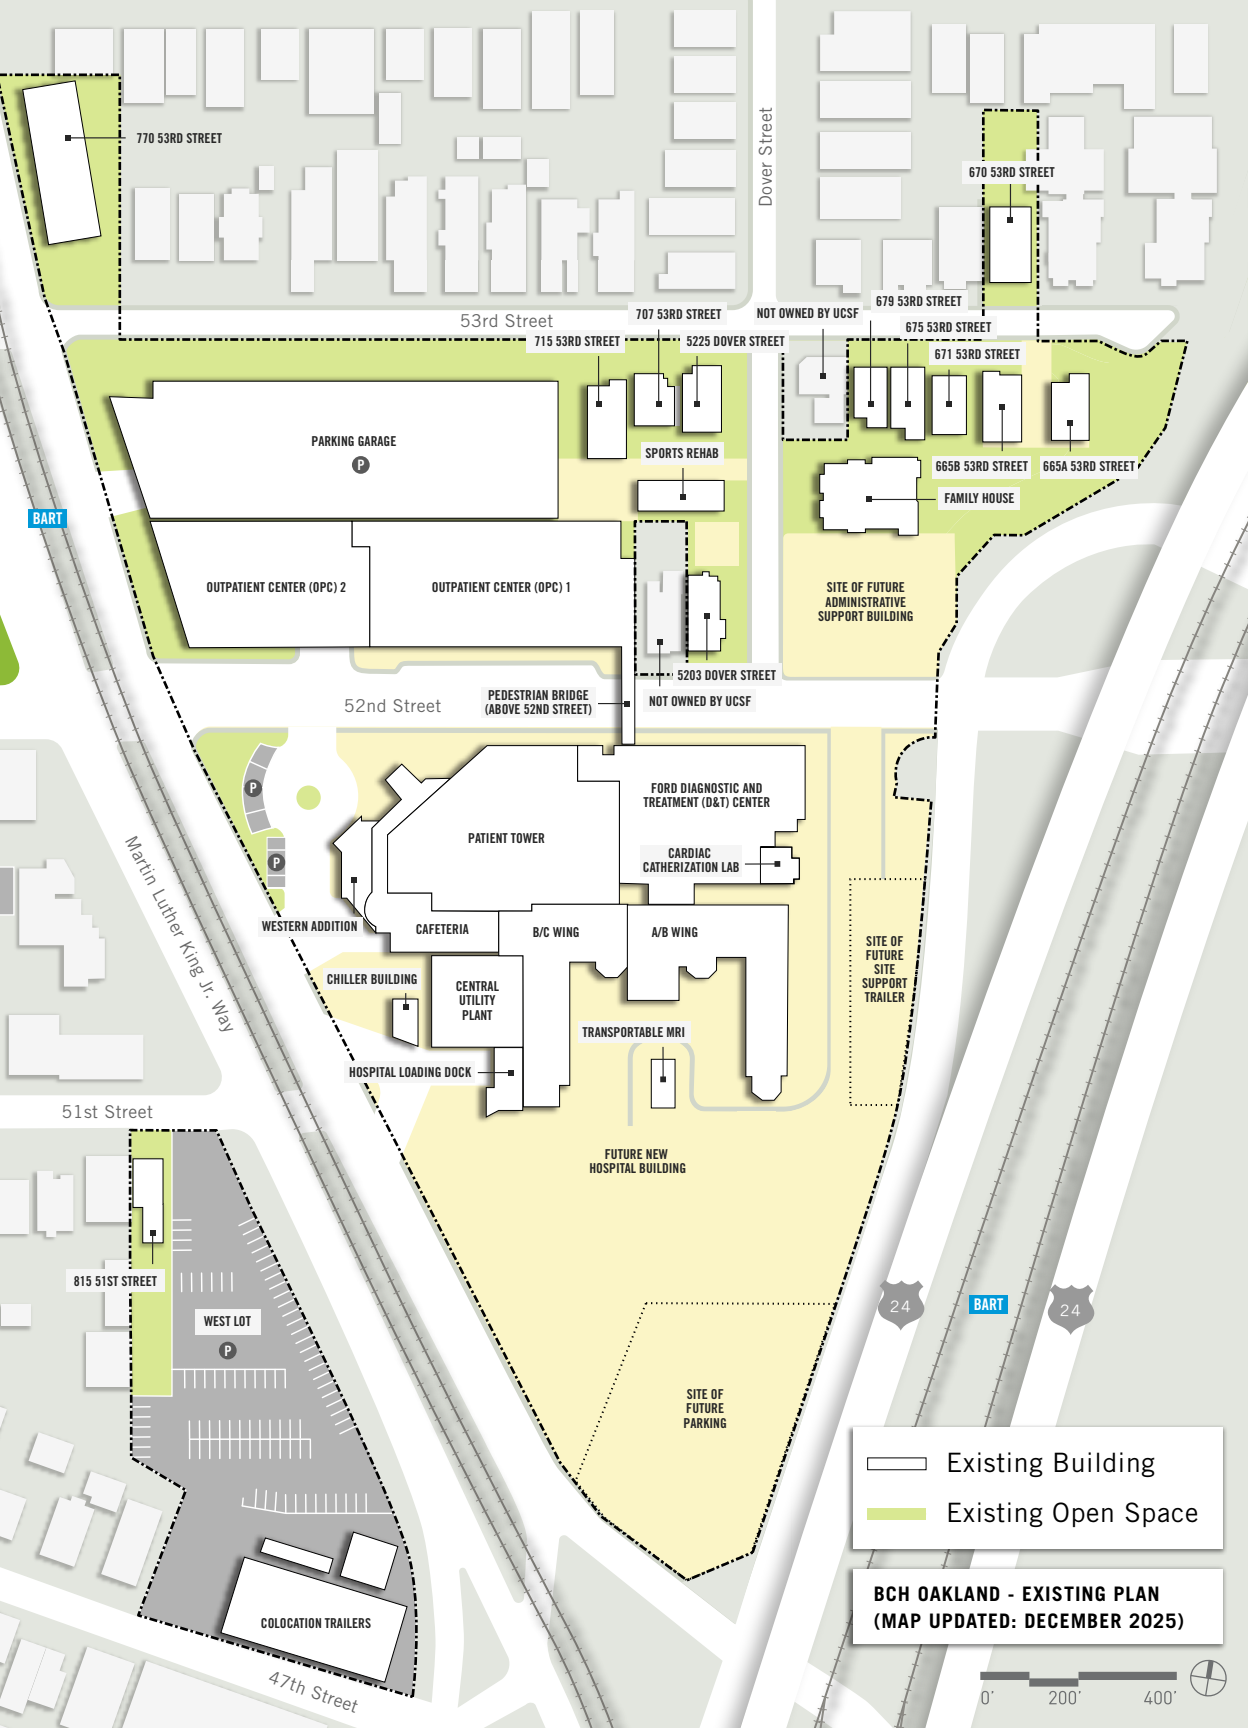 770 53RD STREET
Dover Street
670 53RD STREET
679 53RD STREET
707 53RD STREET
NOT OWNED BY UCSF
53rd Street
675 53RD STREET
715 53RD STREET
5225 DOVER STREET
671 53RD STREET
PARKING GARAGE
P
SPORTS REHAB
665B 53RD STREET
665A 53RD STREET
FAMILY HOUSE
BART
OUTPATIENT CENTER (OPC) 2
OUTPATIENT CENTER (OPC) 1
SITE OF FUTURE
ADMINISTRATIVE
SUPPORT BUILDING
5203 DOVER STREET
PEDESTRIAN BRIDGE
(ABOVE 52ND STREET)
NOT OWNED BY UCSF
52nd Street
P
FORD DIAGNOSTIC AND
TREATMENT (D&T) CENTER
PATIENT TOWER
CARDIAC
CATHERIZATION LAB
P
Martin Luther King Jr. Way
WESTERN ADDITION
CAFETERIA
B/C WING
A/B WING
SITE OF
FUTURE
SITE
SUPPORT
TRAILER
CHILLER BUILDING
CENTRAL
UTILITY
PLANT
TRANSPORTABLE MRI
HOSPITAL LOADING DOCK
51st Street
FUTURE NEW
HOSPITAL BUILDING
815 51ST STREET
24
BART
24
WEST LOT
P
SITE OF
FUTURE
PARKING
Existing Building
Existing Open Space
BCH OAKLAND - EXISTING PLAN
(MAP UPDATED: DECEMBER 2025)
COLOCATION TRAILERS
47th Street
0'
200'
400'